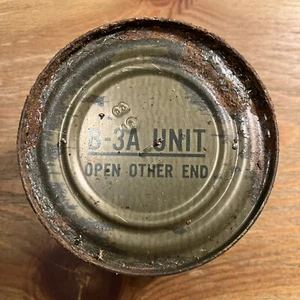 B-3A UNIT
OPEN OTHER END